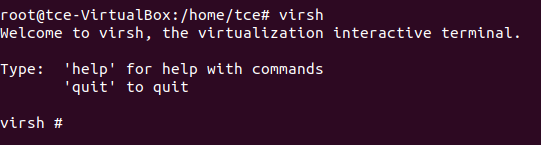 root@tce-VirtualBox:/home/tce# virsh
Welcome to virsh, the virtualization interactive terminal.
Type:  'help' for help with commands
'quit' to quit
virsh #